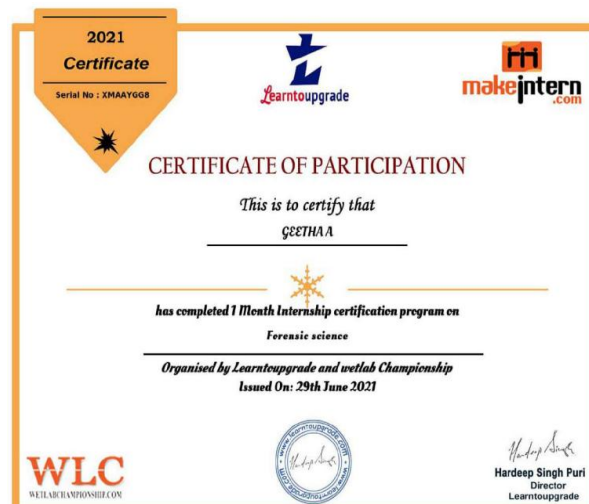 2021
Certificate
Serial No : XMAAYGG8
Learntoupgrade
makeintern
.com
CERTIFICATE OF PARTICIPATION
This is to certify that
GEETHA A
has completed 1 Month Internship certification program on
Forensic science
Organised by Learntoupgrade and wetlab Championship
Issued On: 29th June 2021
WLC
WETLABCHAMPIONSHIP.COM
Hardeep Singh Puri
Director
Learntoupgrade